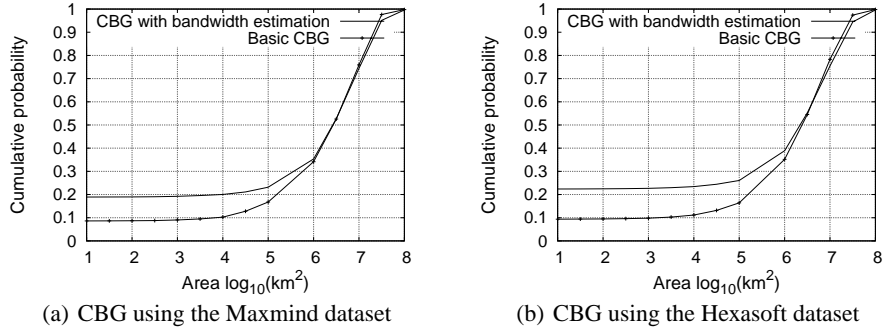 Cumulative probability
1
0.9
0.8
0.7
0.6
0.5
0.4
0.3
0.2
0.1
0
CBG with bandwidth estimation
Basic CBG
1 2 3 4 5 6 7 8
Area log10(km2)
(a) CBG using the Maxmind dataset
Cumulative probability
1
0.9
0.8
0.7
0.6
0.5
0.4
0.3
0.2
0.1
0
CBG with bandwidth estimation
Basic CBG
1 2 3 4 5 6 7 8
Area log10(km2)
(b) CBG using the Hexasoft dataset